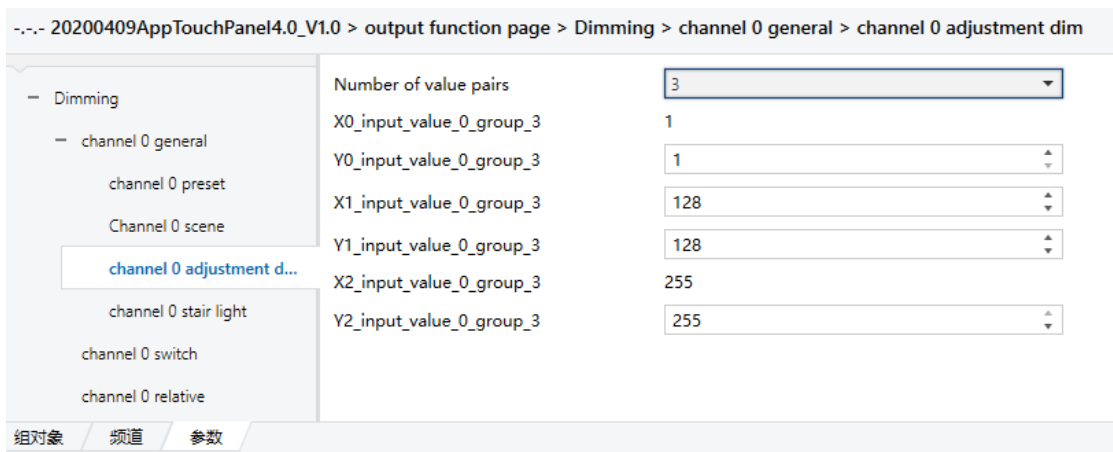 -.-.- 20200409AppTouchPanel4.0_V1.0 > output function page > Dimming > channel 0 general > channel 0 adjustment dim
Dimming
channel 0 general
channel 0 preset
Channel 0 scene
channel 0 adjustment d...
channel 0 stair light
channel 0 switch
channel 0 relative
Number of value pairs 3
X0_input_value_0_group_3 1
Y0_input_value_0_group_3 1
X1_input_value_0_group_3 128
Y1_input_value_0_group_3 128
X2_input_value_0_group_3 255
Y2_input_value_0_group_3 255
组对象 频道 参数